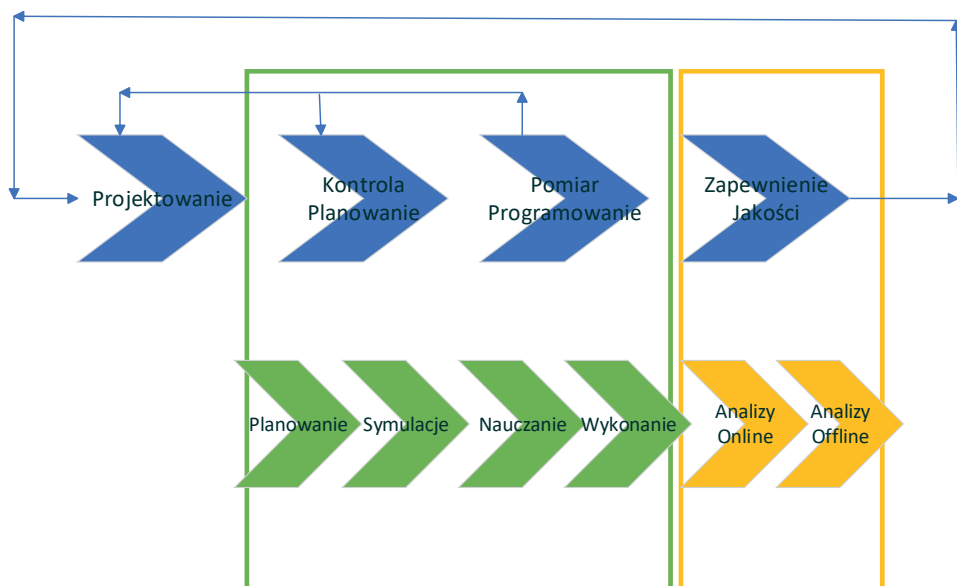 Projektowanie
Kontrola
Planowanie
Pomiar
Programowanie
Zapewnienie
Jakości
Planowanie
Symulacje
Nauczanie
Wykonanie
Analizy
Online
Analizy
Offline